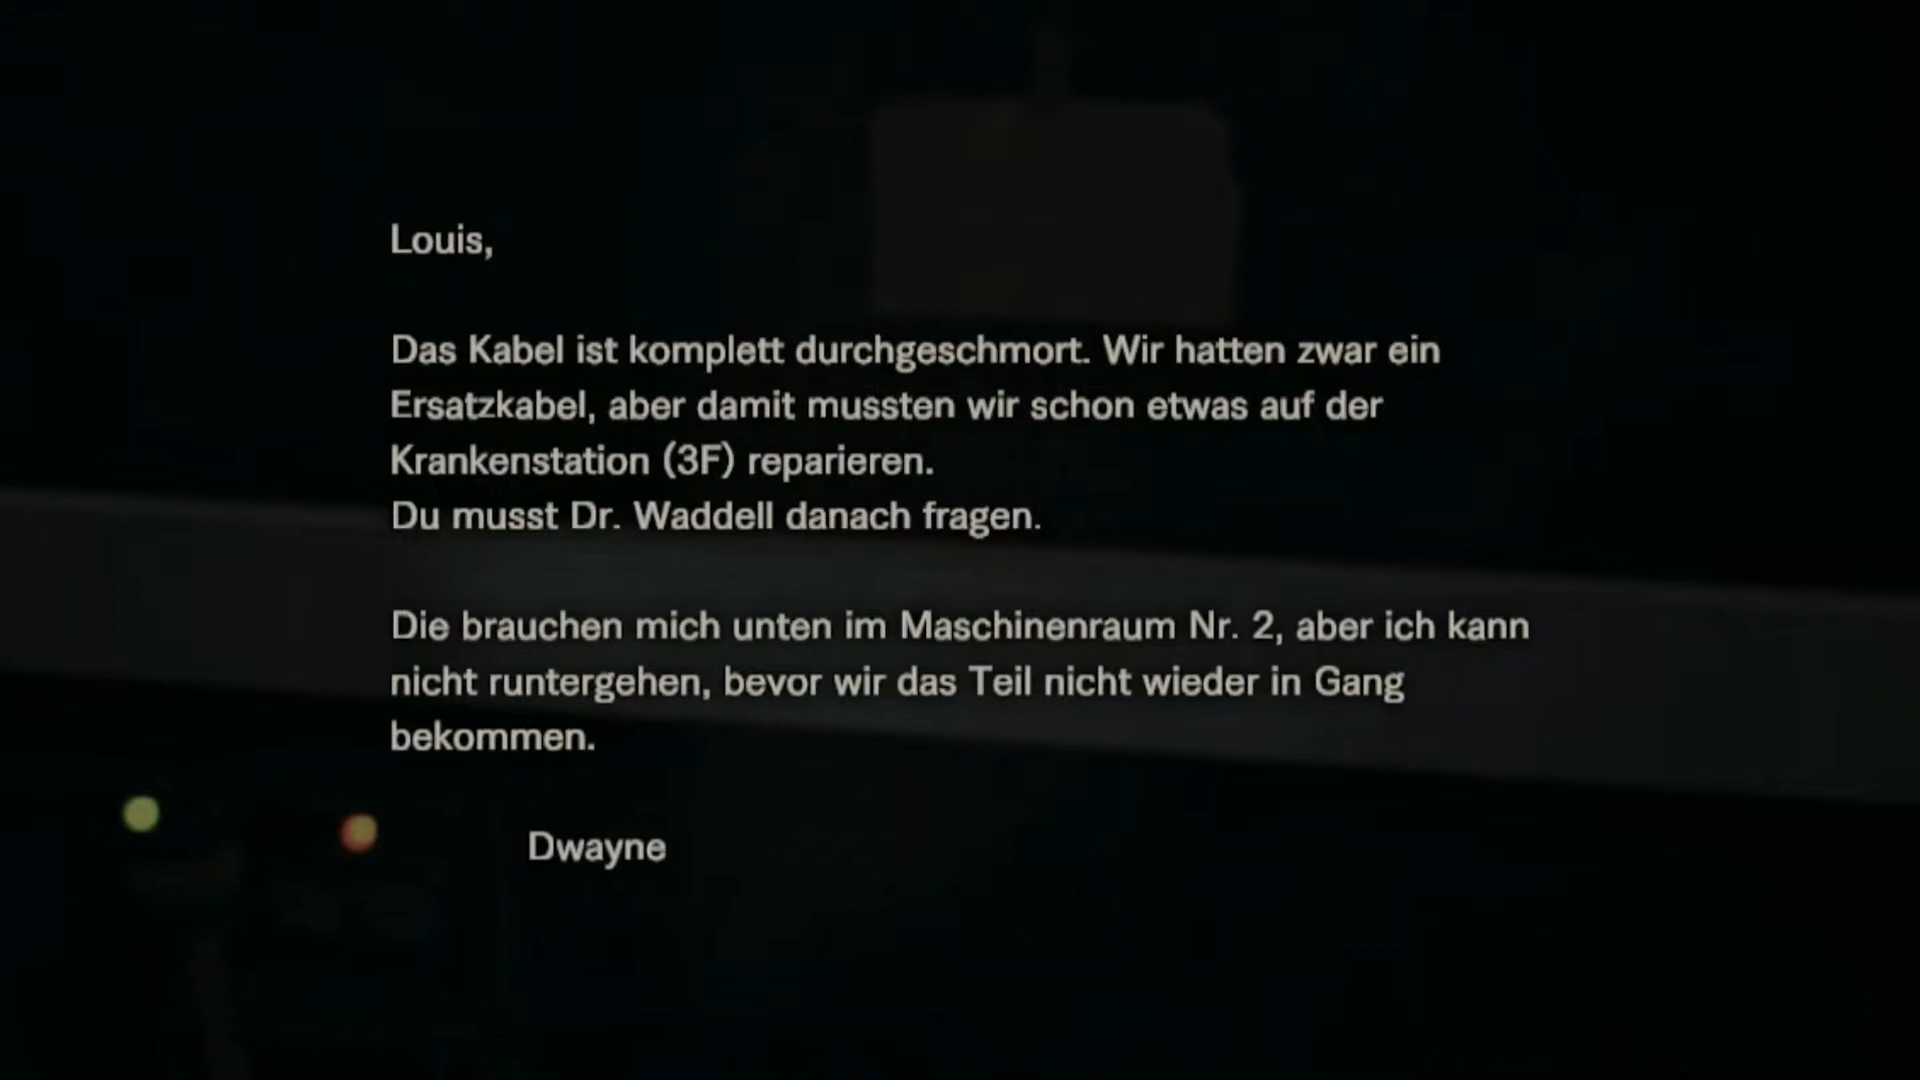 Louis,
Das Kabel ist komplett durchgeschmort. Wir hatten zwar ein
Ersatzkabel, aber damit mussten wir schon etwas auf der
Krankenstation (3F) reparieren.
Du musst Dr. Waddell danach fragen.
Die brauchen mich unten im Maschinenraum Nr. 2, aber ich kann
nicht runtergehen, bevor wir das Teil nicht wieder in Gang
bekommen.
Dwayne